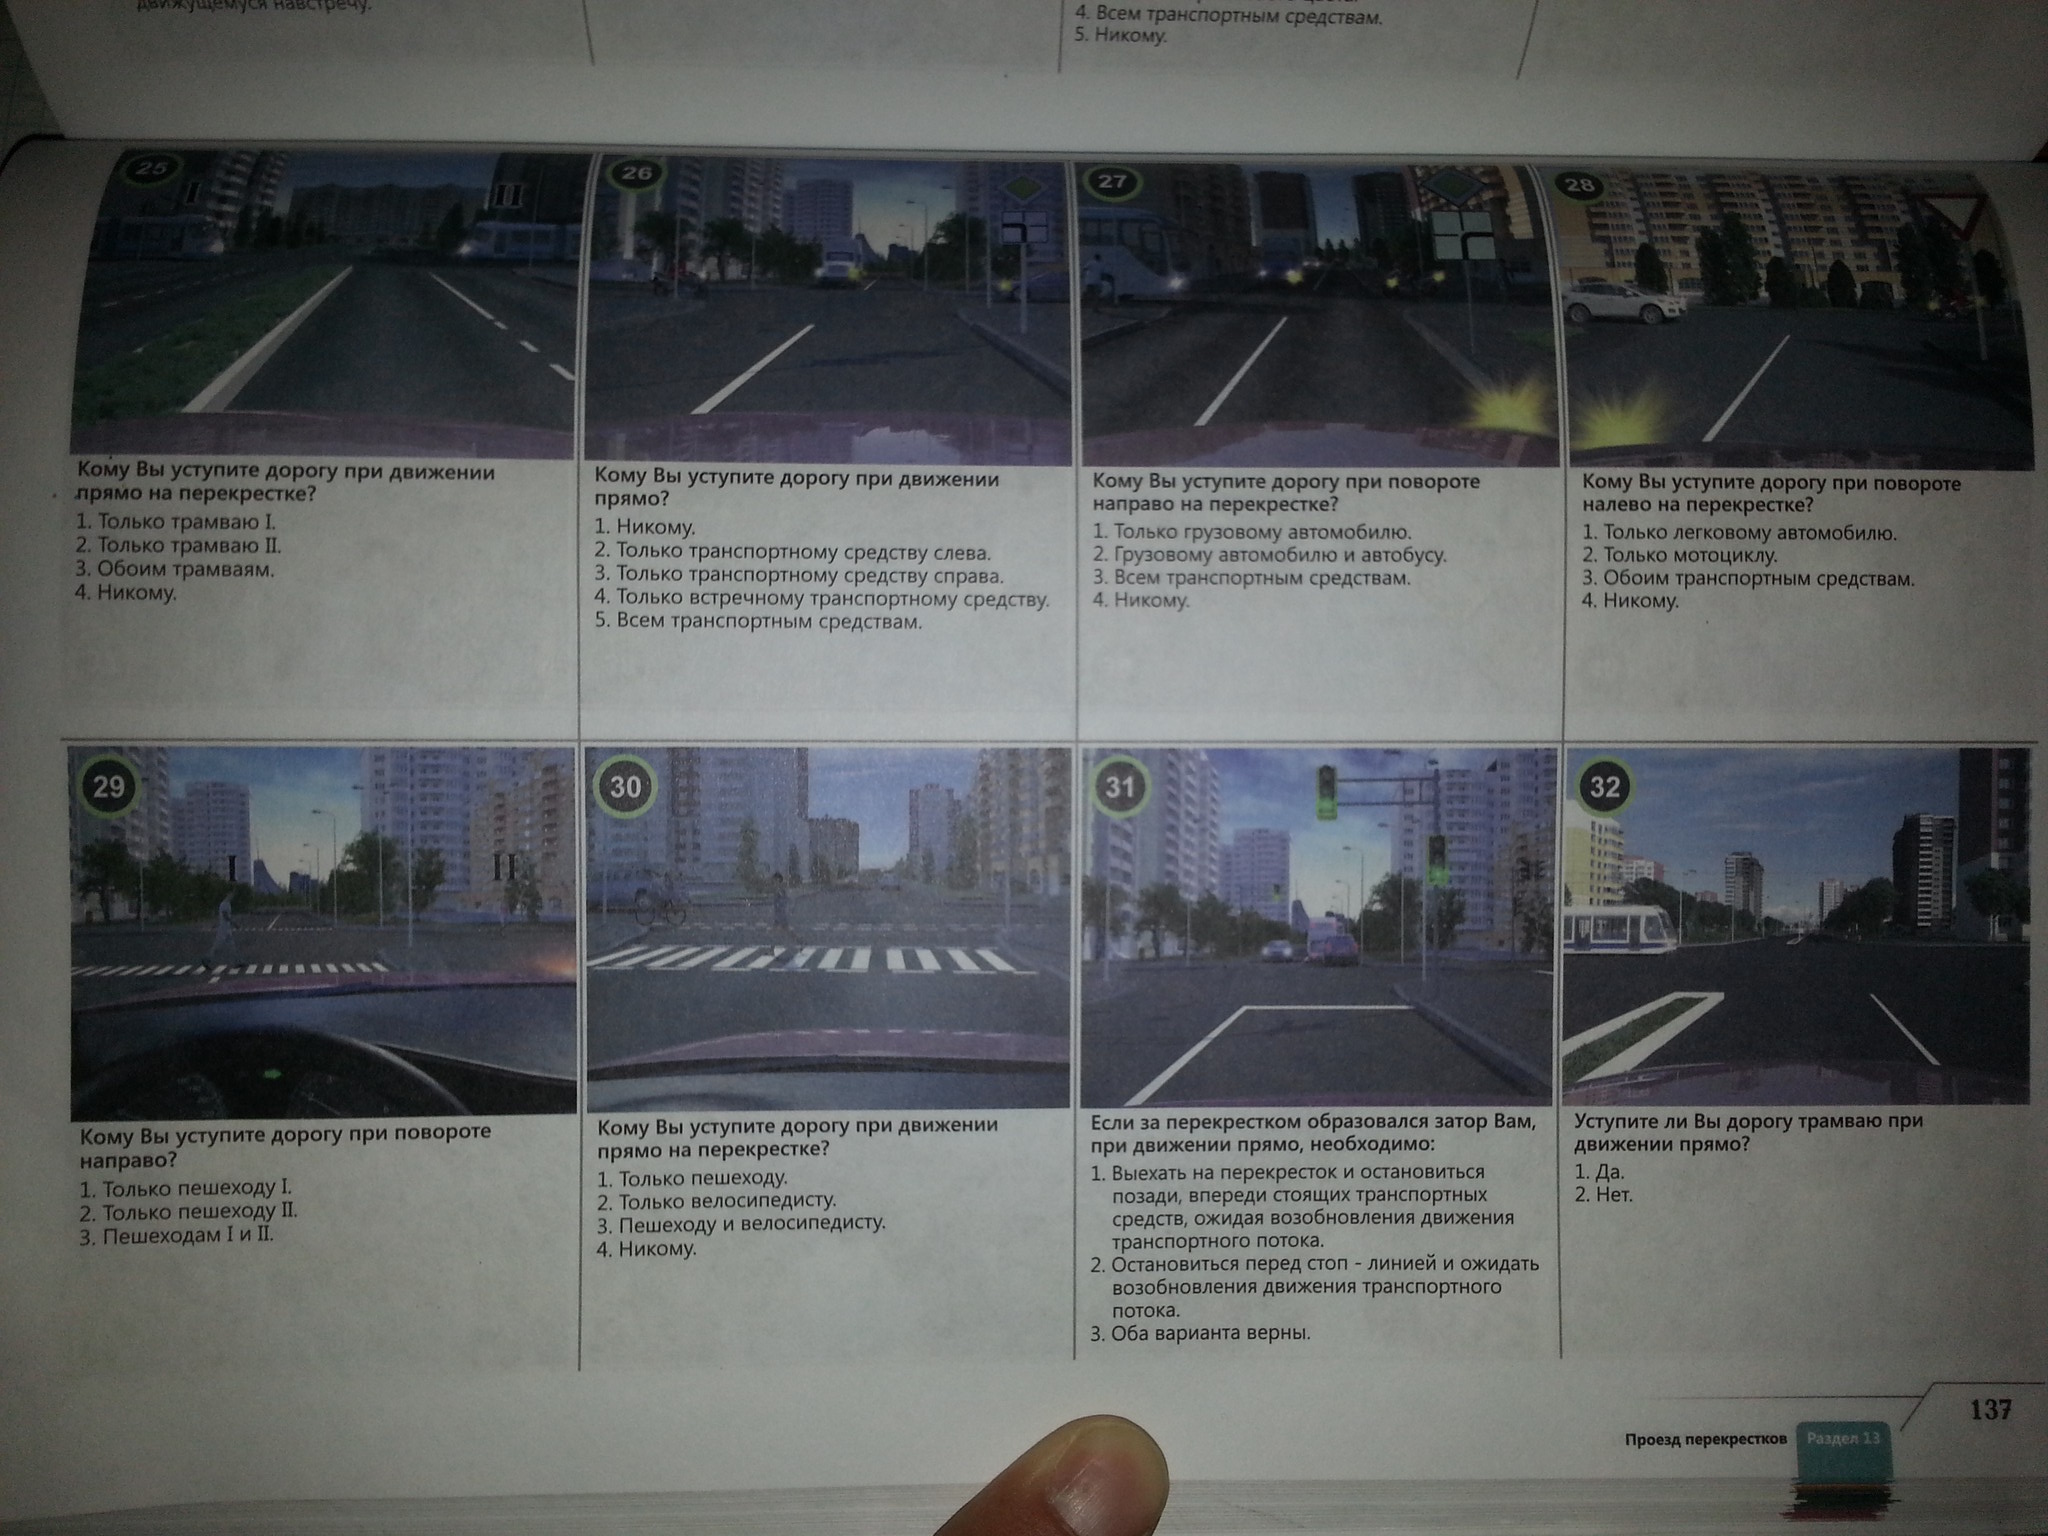 движущемуся навстречу.
4. Всем транспортным средствам.
5. Никому.
25
I
II
Кому Вы уступите дорогу при движении
прямо на перекрестке?
1. Только трамваю I.
2. Только трамваю II.
3. Обоим трамваям.
4. Никому.
26
Кому Вы уступите дорогу при движении
прямо?
1. Никому.
2. Только транспортному средству слева.
3. Только транспортному средству справа.
4. Только встречному транспортному средству.
5. Всем транспортным средствам.
27
Кому Вы уступите дорогу при повороте
направо на перекрестке?
1. Только грузовому автомобилю.
2. Грузовому автомобилю и автобусу.
3. Всем транспортным средствам.
4. Никому.
28
Кому Вы уступите дорогу при повороте
налево на перекрестке?
1. Только легковому автомобилю.
2. Только мотоциклу.
3. Обоим транспортным средствам.
4. Никому.
29
I
II
Кому Вы уступите дорогу при повороте
направо?
1. Только пешеходу I.
2. Только пешеходу II.
3. Пешеходам I и II.
30
Кому Вы уступите дорогу при движении
прямо на перекрестке?
1. Только пешеходу.
2. Только велосипедисту.
3. Пешеходу и велосипедисту.
4. Никому.
31
Если за перекрестком образовался затор Вам,
при движении прямо, необходимо:
1. Выехать на перекресток и остановиться
позади, впереди стоящих транспортных
средств, ожидая возобновления движения
транспортного потока.
2. Остановиться перед стоп - линией и ожидать
возобновления движения транспортного
потока.
3. Оба варианта верны.
32
Уступите ли Вы дорогу трамваю при
движении прямо?
1. Да.
2. Нет.
137
Проезд перекрестков
Раздел 13